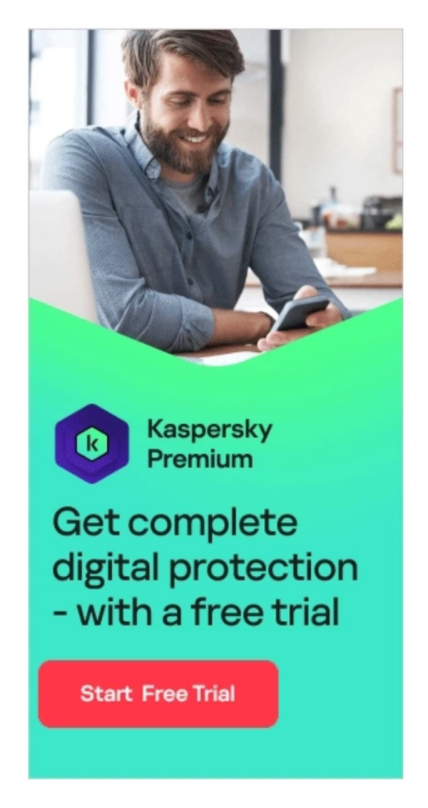 k
Kaspersky
Premium
Get complete
digital protection
- with a free trial
Start Free Trial